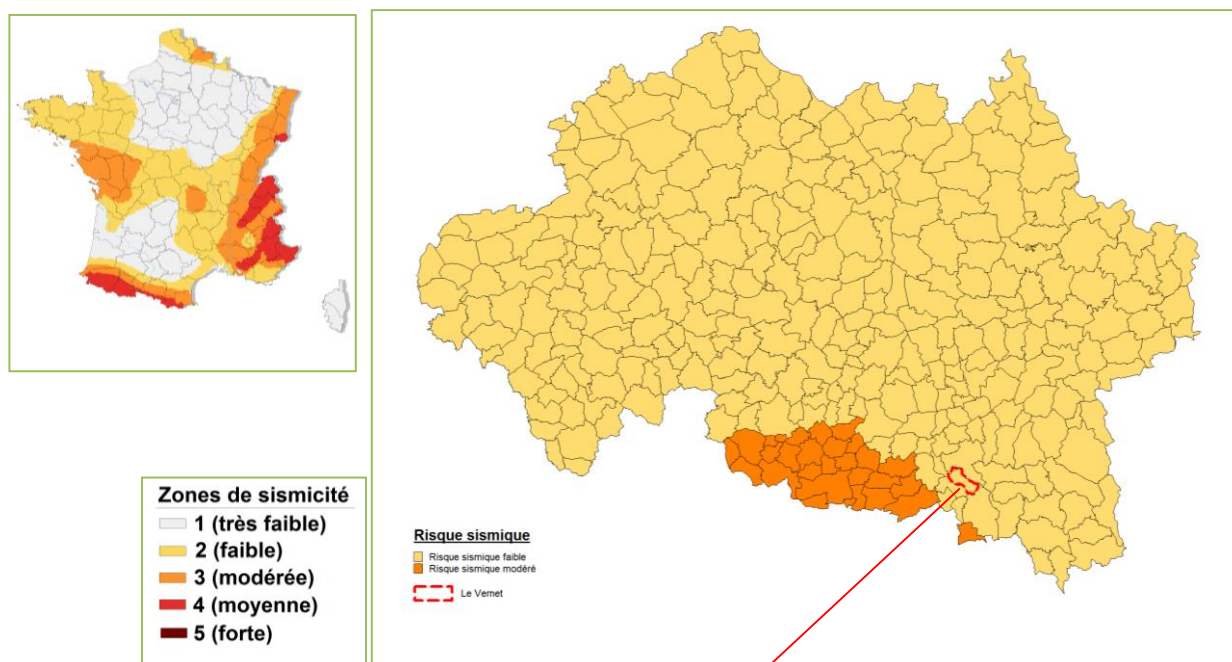 Zones de sismicité
1 (très faible)
2 (faible)
3 (modérée)
4 (moyenne)
5 (forte)
Risque sismique
Risque sismique faible
Risque sismique modéré
Le Vernet